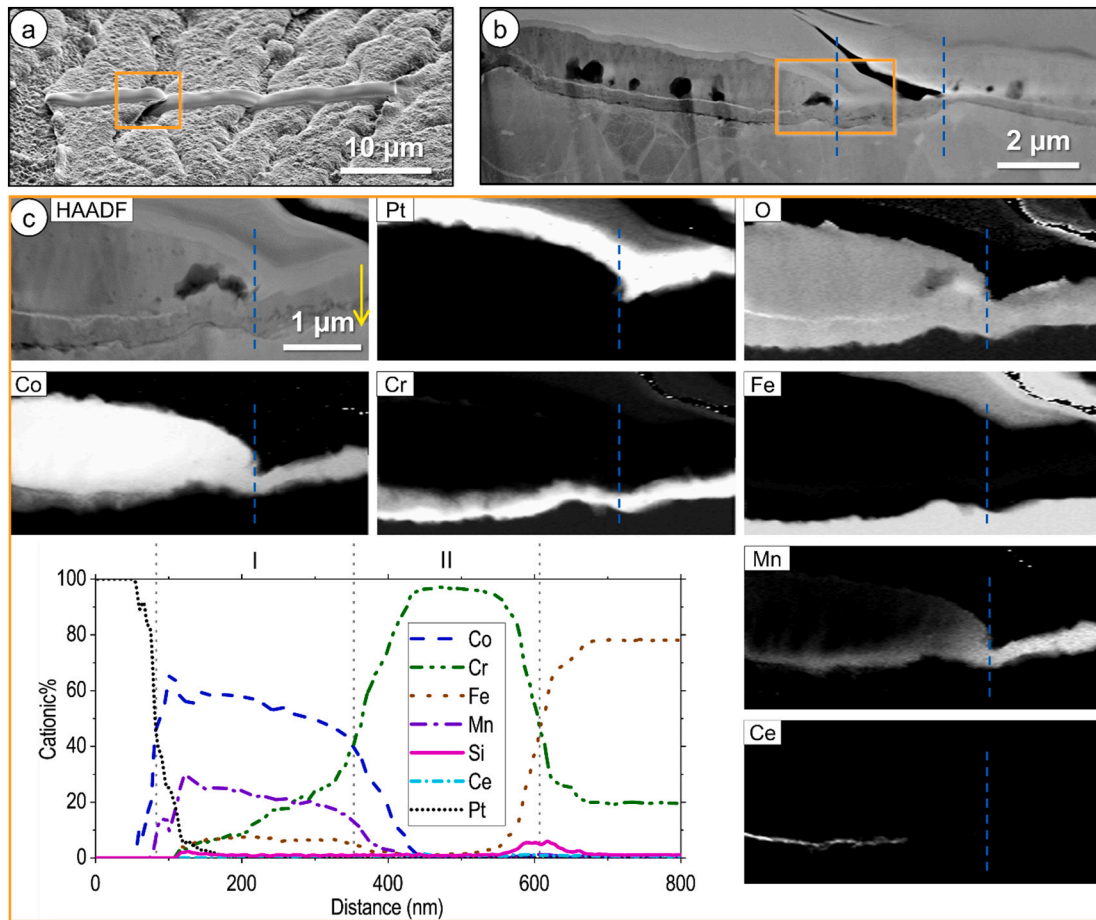 a
10 µm
b
2 µm
c
HAADF
1 µm
Pt
O
Co
Cr
Fe
Mn
Ce
I
II
100
80
60
40
20
0
Cationic%
Co
Cr
Fe
Mn
Si
Ce
Pt
0
200
400
600
800
Distance (nm)